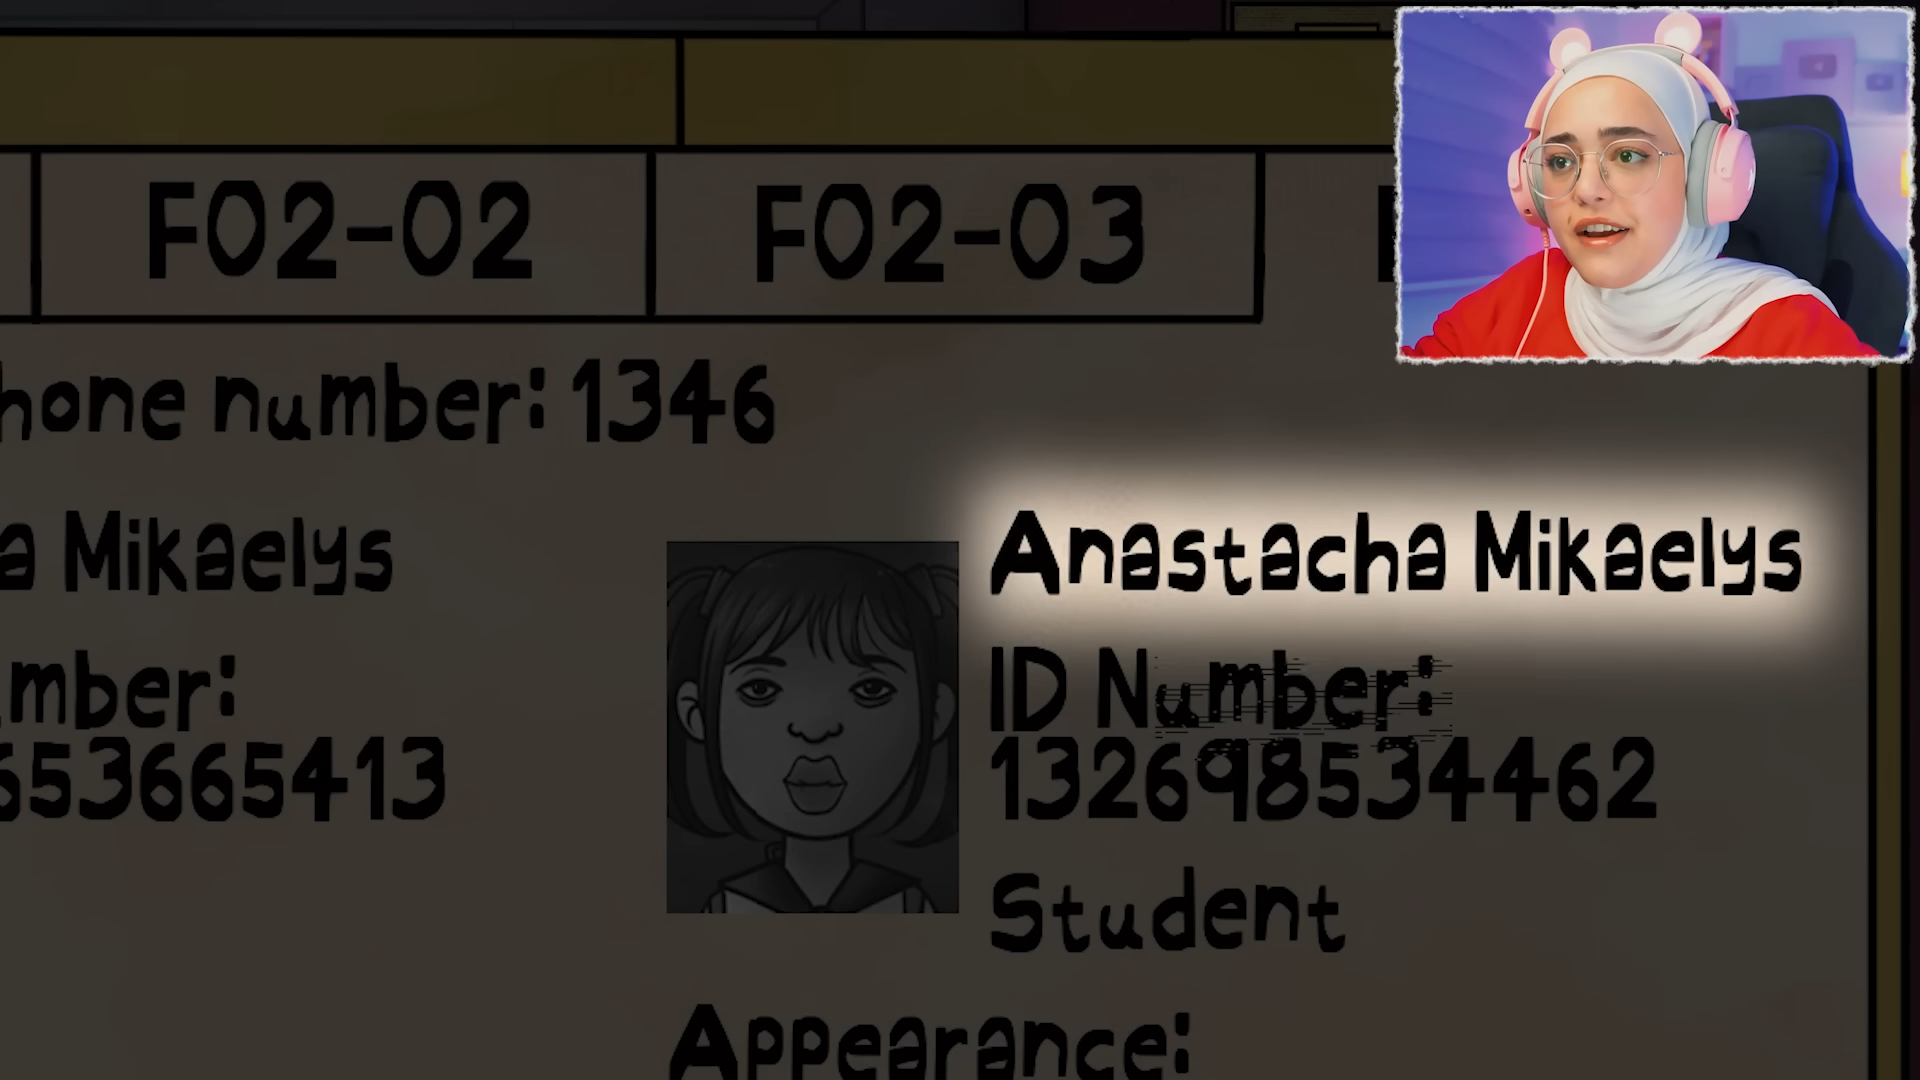 F02-02
F02-03
hone number: 1346
a Mikaelys
mber:
653665413
Anastacha Mikaelys
ID Number:
132698534462
Student
Appearance: